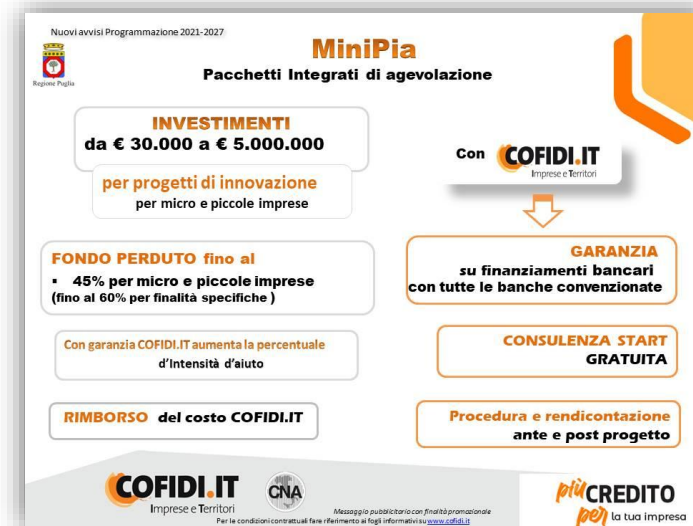 Nuovi avvisi Programmazione 2021-2027
Regione Puglia
MiniPia
Pacchetti Integrati di agevolazione
INVESTIMENTI
da € 30.000 a € 5.000.000
per progetti di innovazione
per micro e piccole imprese
Con COFIDI.IT
Imprese e Territori
FONDO PERDUTO fino al
▪ 45% per micro e piccole imprese
(fino al 60% per finalità specifiche )
GARANZIA
su finanziamenti bancari
con tutte le banche convenzionate
Con garanzia COFIDI.IT aumenta la percentuale
d'Intensità d'aiuto
CONSULENZA START
GRATUITA
RIMBORSO del costo COFIDI.IT
Procedura e rendicontazione
ante e post progetto
COFIDI.IT
Imprese e Territori
CNA
Messaggio pubblicitario con finalità promozionale
Per le condizioni contrattuali fare riferimento ai fogli informativi su www.cofidi.it
più CREDITO
per la tua impresa